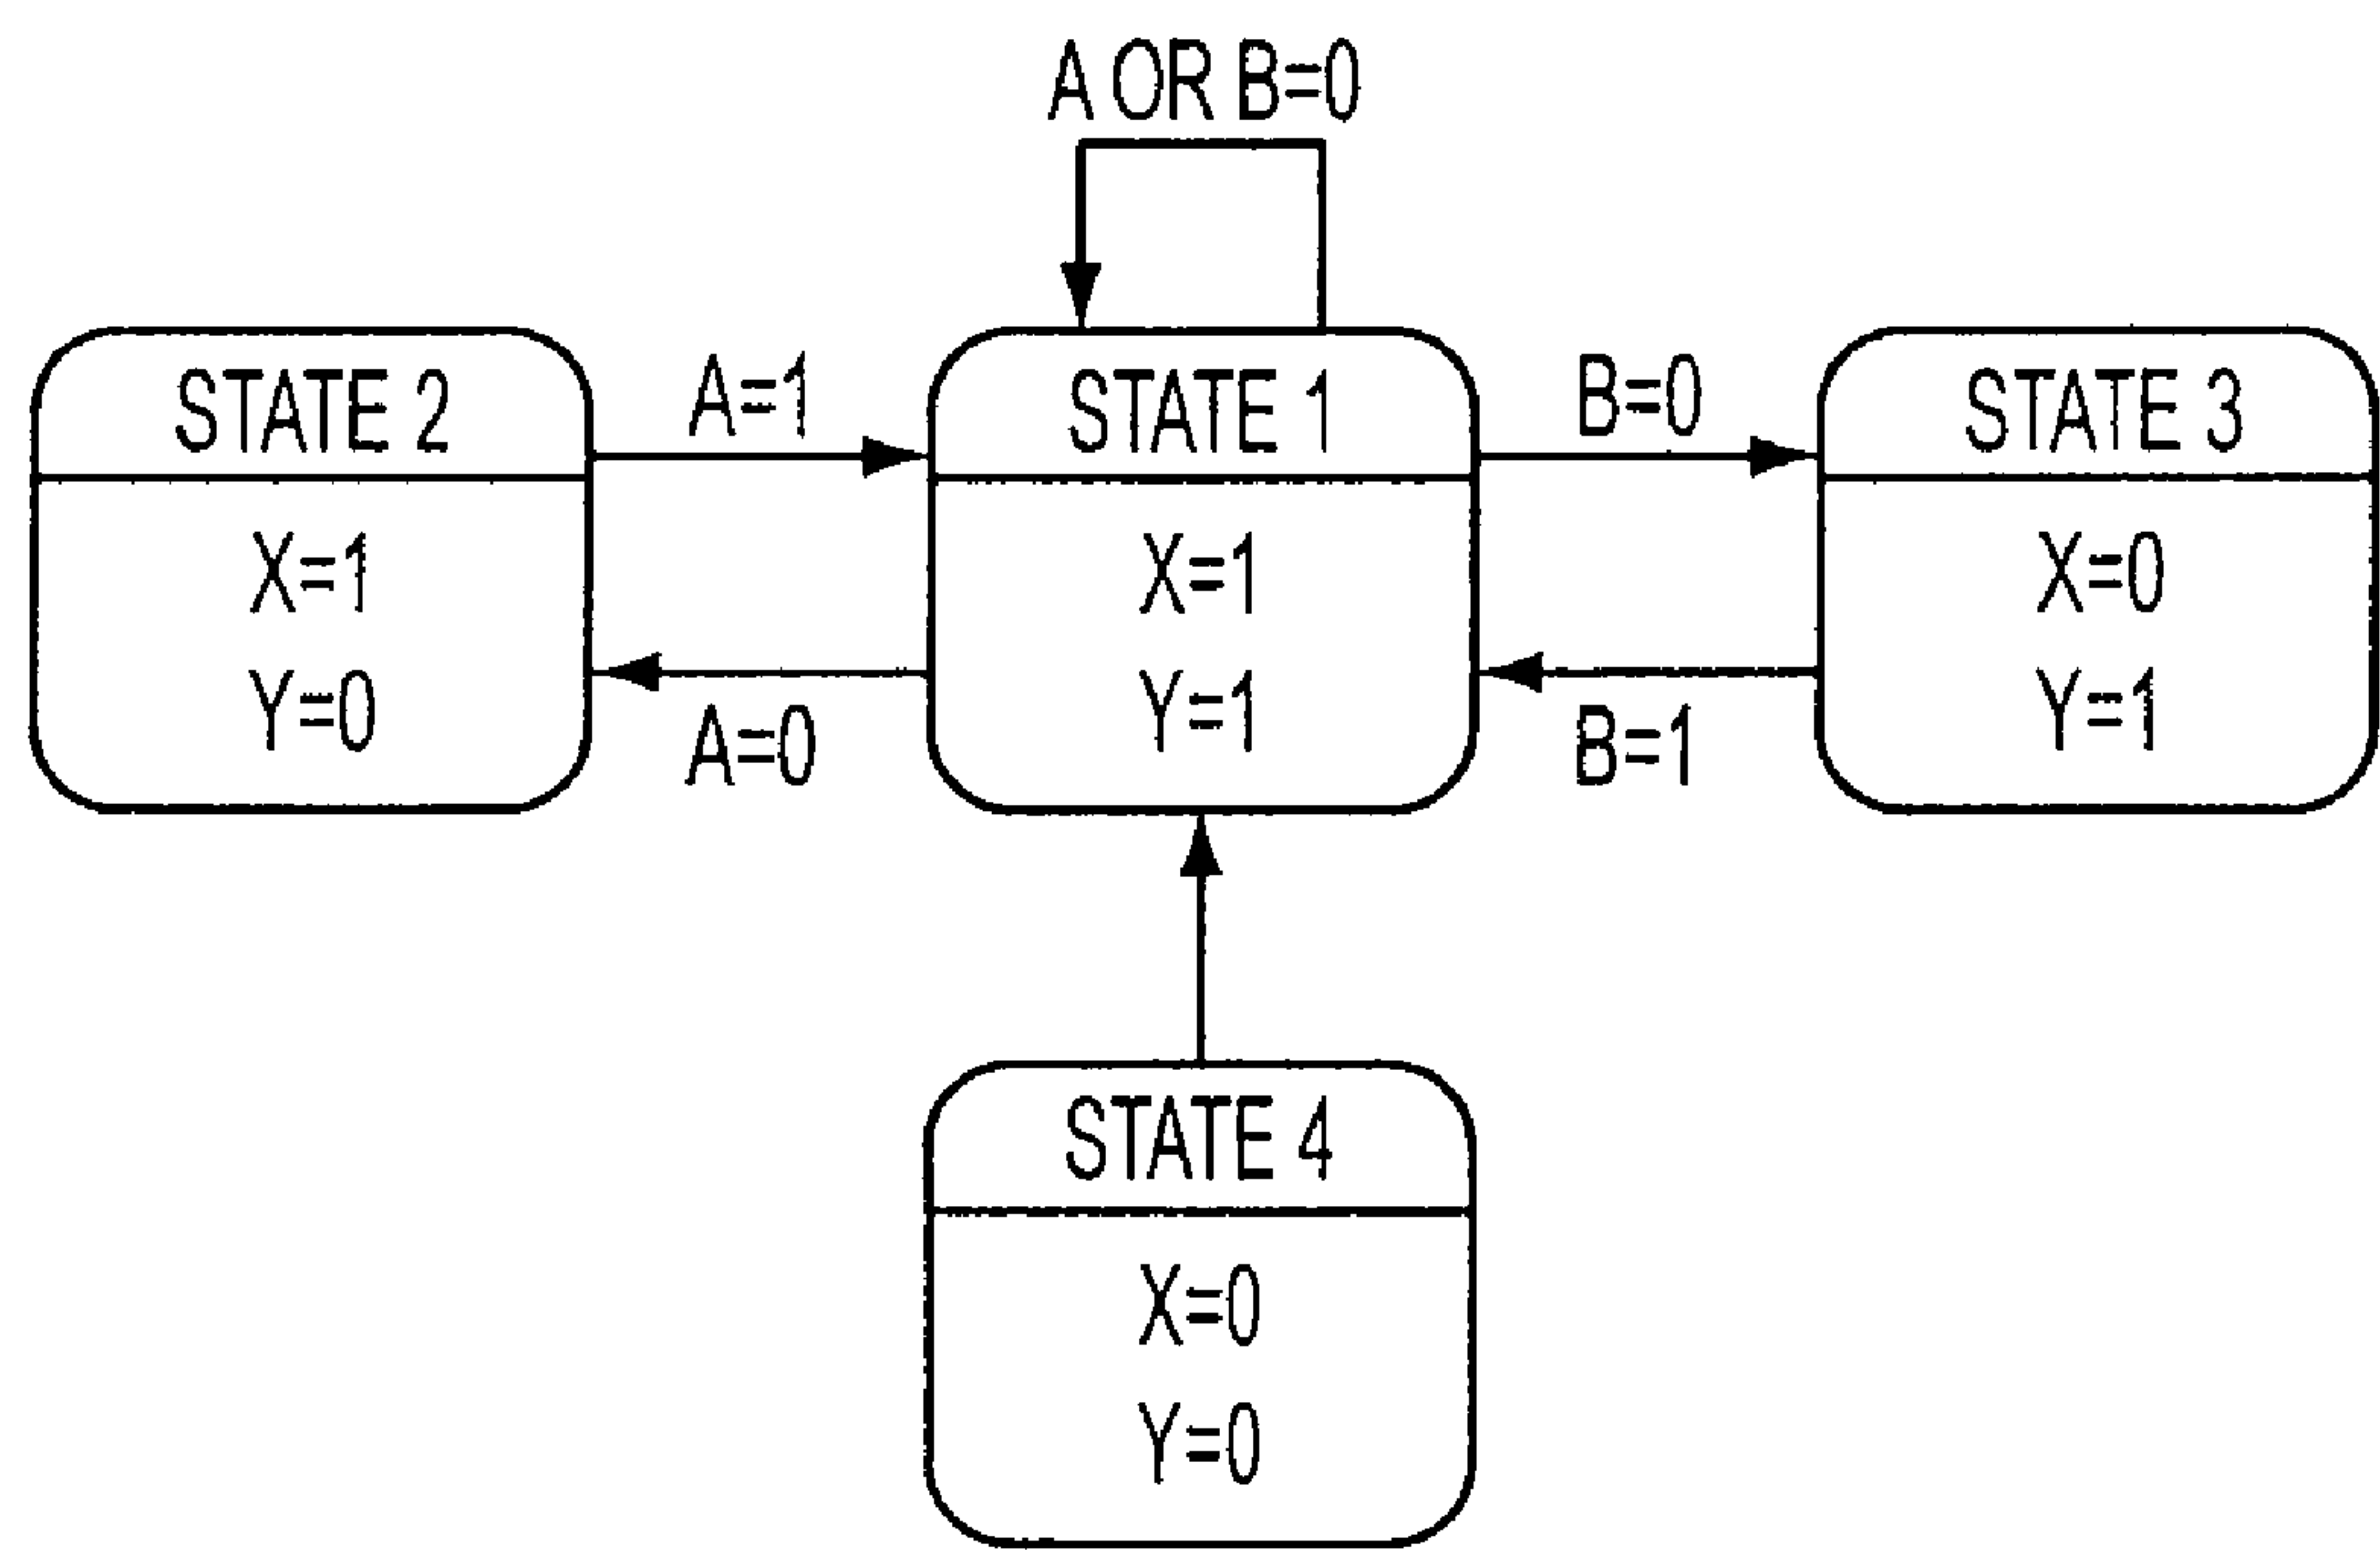 A OR B=0
STATE 2
X=1
Y=0
A=1
A=0
STATE 1
X=1
Y=1
B=0
B=1
STATE 3
X=0
Y=1
STATE 4
X=0
Y=0